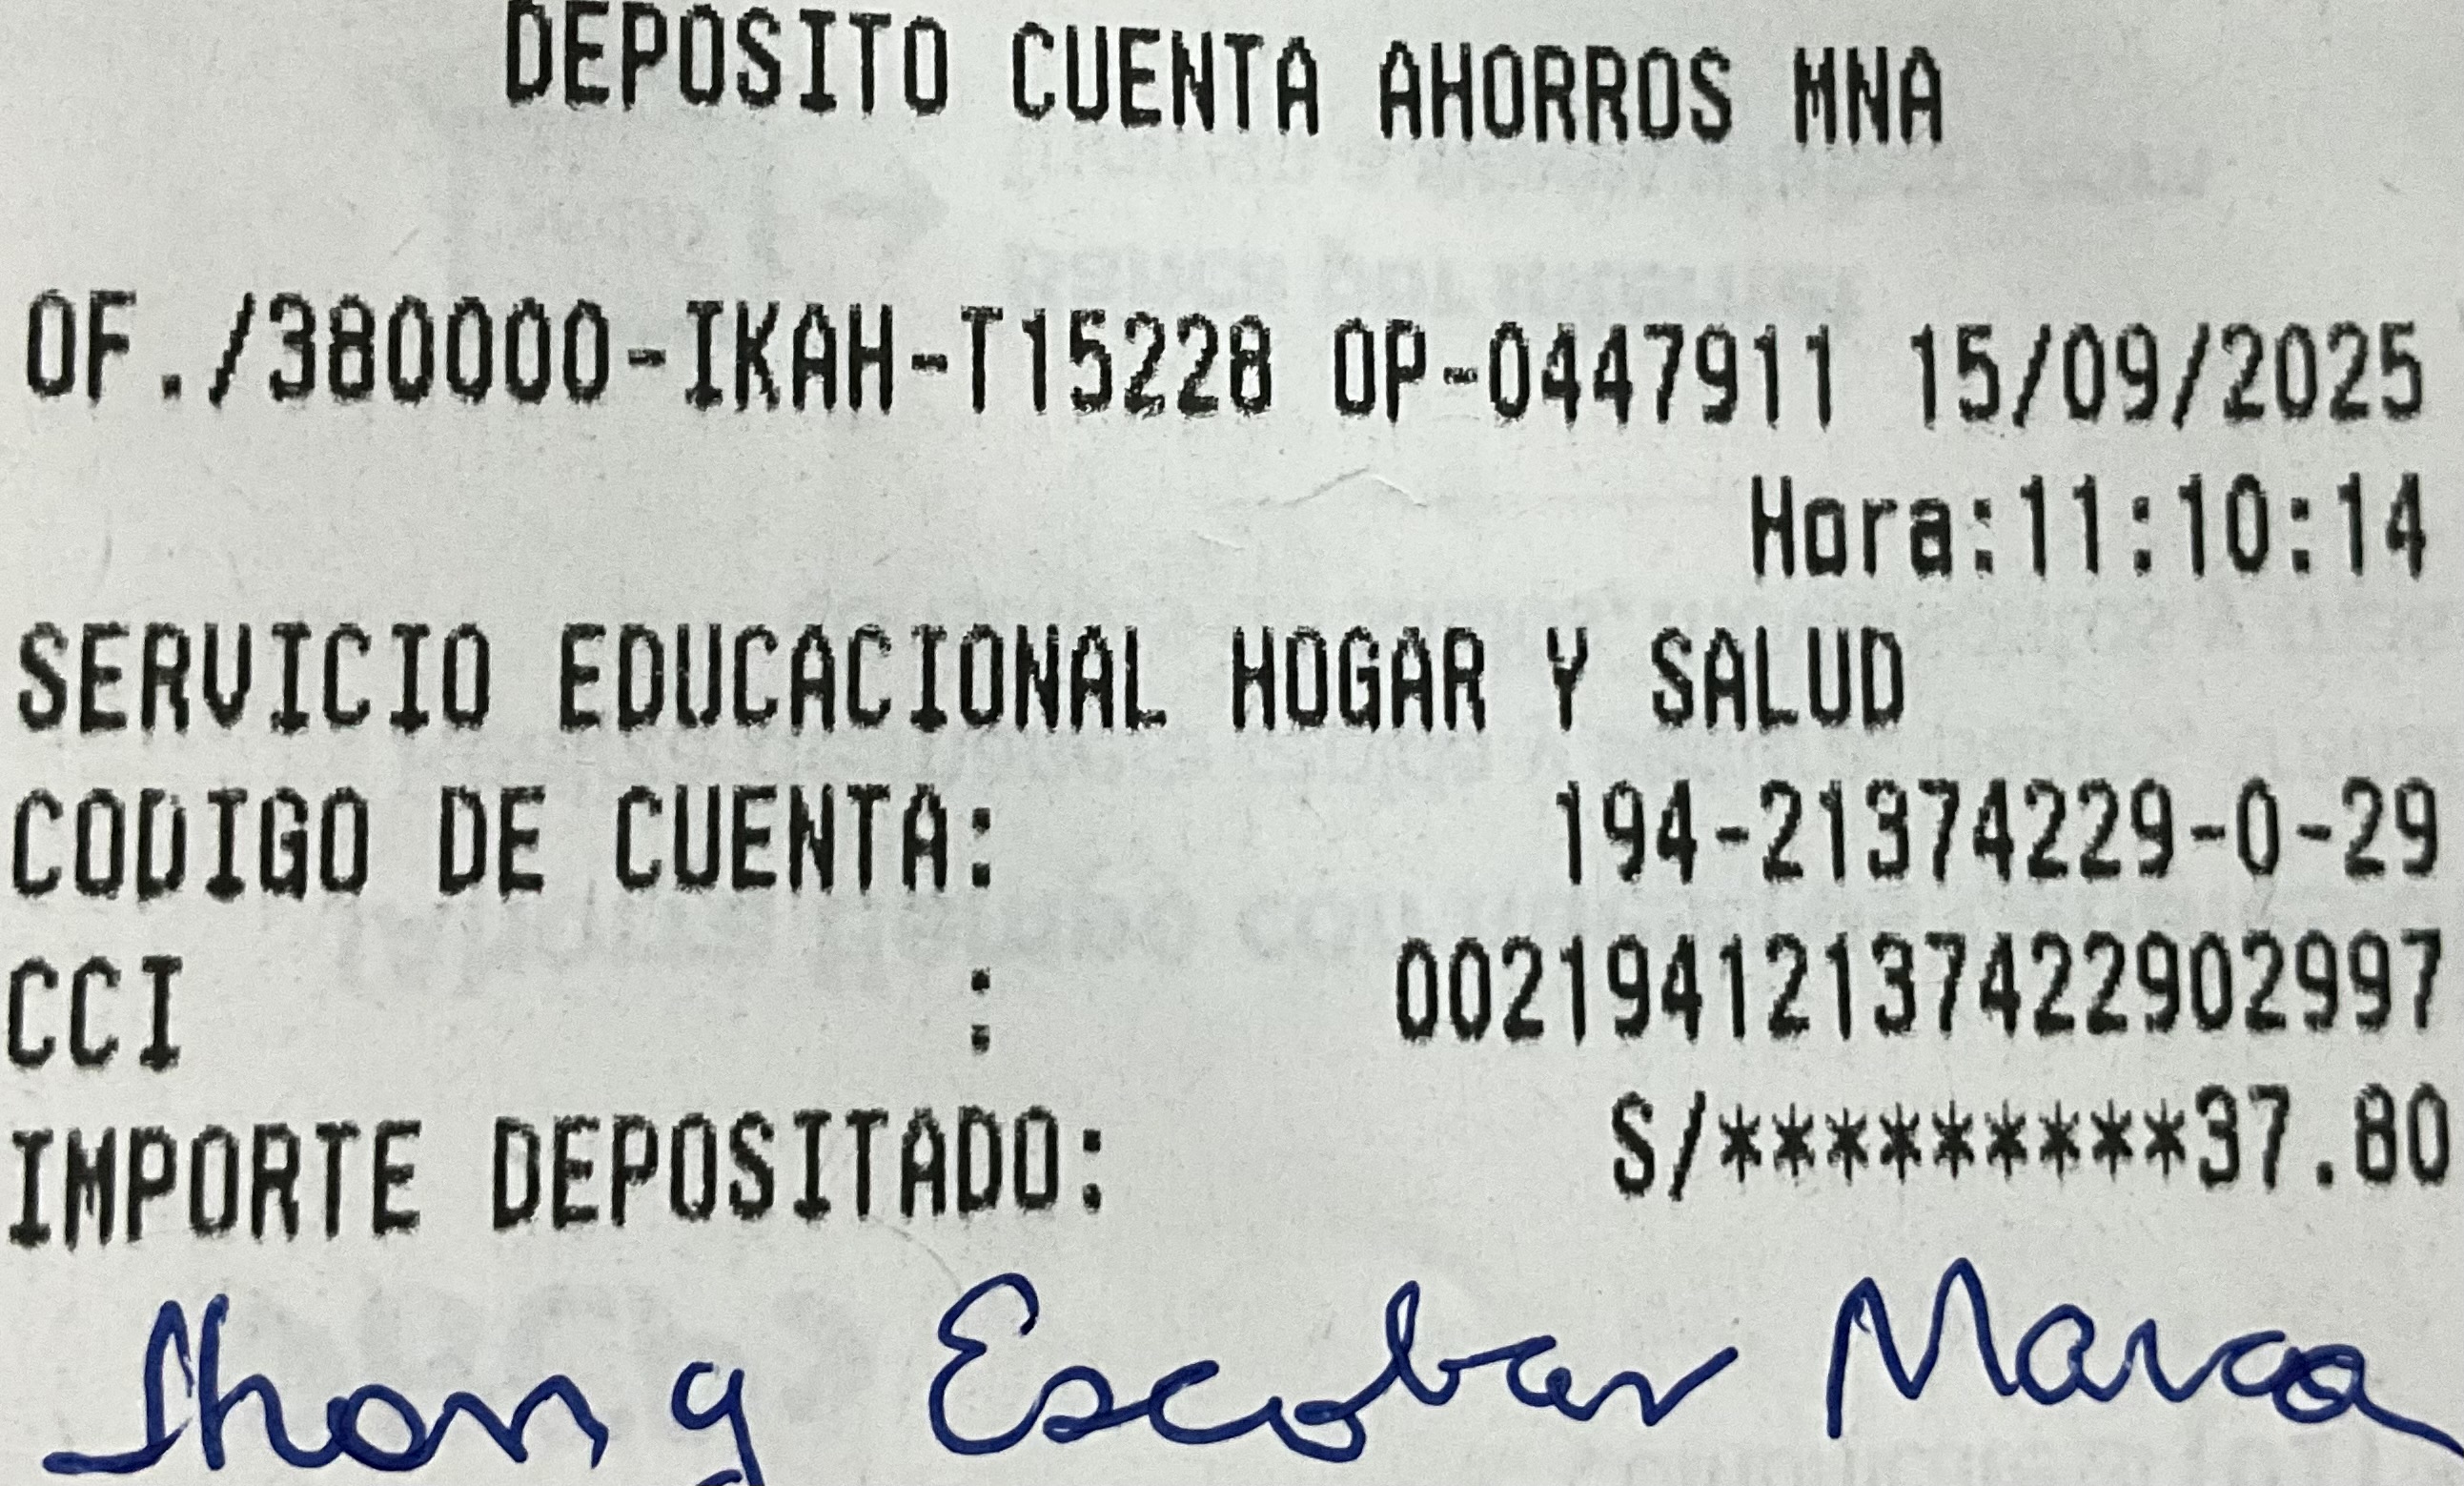 DEPOSITO CUENTA AHORROS MNA
OF./380000-IKAH-T15228 OP-0447911 15/09/2025
Hora:11:10:14
SERVICIO EDUCACIONAL HOGAR Y SALUD
CODIGO DE CUENTA: 194-21374229-0-29
CCI : 00219412137422902997
IMPORTE DEPOSITADO: S/*********37.80
Jhony Escobar